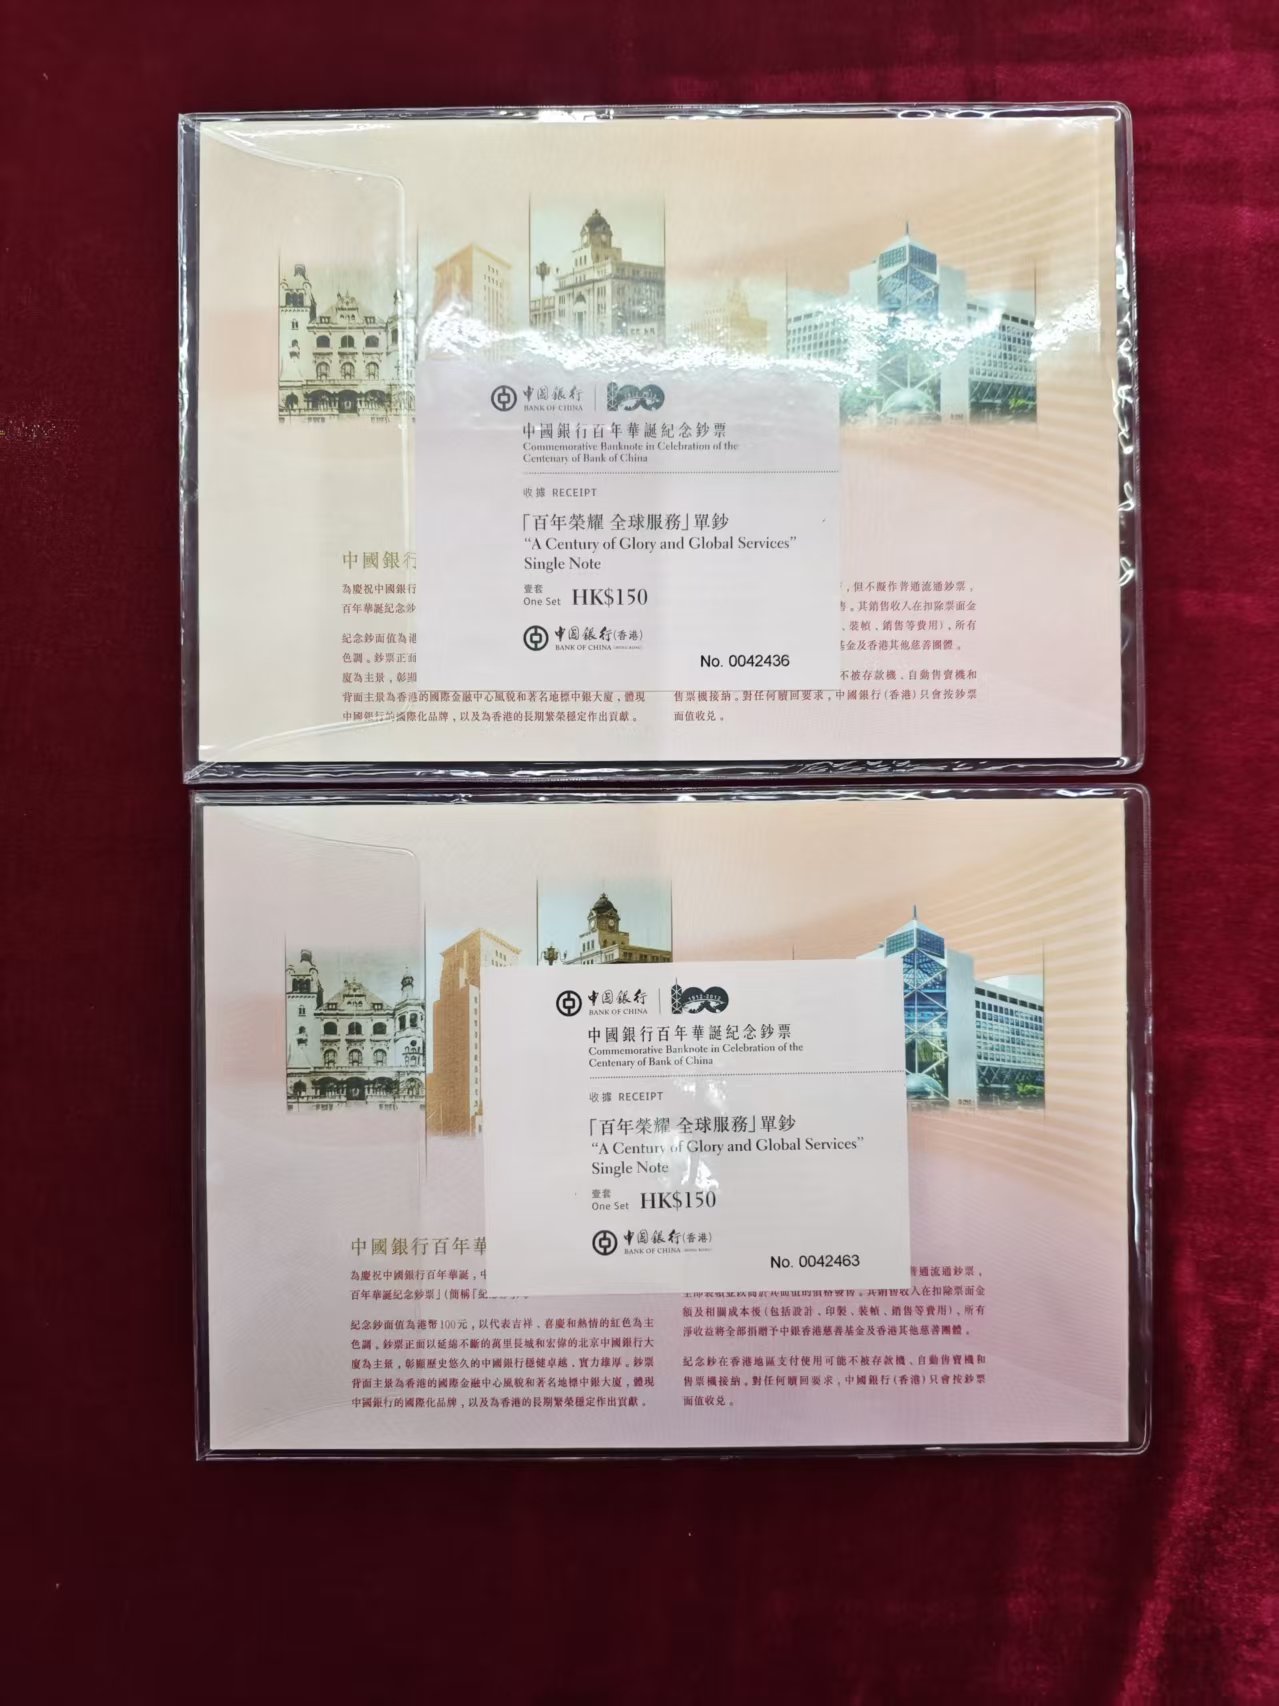 中国銀行
BANK OF CHINA
中國銀行百年華誕紀念鈔票
Commemorative Banknote in Celebration of the
Centenary of Bank of China
收據 RECEIPT
「百年榮耀 全球服務」單鈔
“A Century of Glory and Global Services”
Single Note
壹套
One Set HK$150
中国銀行(香港)
BANK OF CHINA (HONG KONG)
No. 0042436
中國銀行
為慶祝中國銀行
百年華誕紀念鈔
紀念鈔面值為港
色調。鈔票正面
廈為主景,彰顯
背面主景為香港的國際金融中心風貌和著名地標中銀大廈,體現
中國銀行的國際化品牌,以及為香港的長期繁榮穩定作出貢獻。
,但不擬作普通流通鈔票,
售。其銷售收入在扣除票面金
、裝幀、銷售等費用),所有
基金及香港其他慈善團體。
不被存款機、自動售賣機和
售票機接納。對任何贖回要求,中國銀行(香港)只會按鈔票
面值收兌。
中国銀行
BANK OF CHINA
1912-2012
中國銀行百年華誕紀念鈔票
Commemorative Banknote in Celebration of the
Centenary of Bank of China
收據 RECEIPT
「百年榮耀 全球服務」單鈔
“A Century of Glory and Global Services”
Single Note
壹套
One Set HK$150
中国銀行(香港)
BANK OF CHINA (HONG KONG)
No. 0042463
中國銀行百年華
為慶祝中國銀行百年華誕,中
百年華誕紀念鈔票」(簡稱「紀
紀念鈔面值為港幣100元,以代表吉祥、喜慶和熱情的紅色為主
色調。鈔票正面以延綿不斷的萬里長城和宏偉的北京中國銀行大
廈為主景,彰顯歷史悠久的中國銀行穩健卓越,實力雄厚。鈔票
背面主景為香港的國際金融中心風貌和著名地標中銀大廈,體現
中國銀行的國際化品牌,以及為香港的長期繁榮穩定作出貢獻。
普通流通鈔票,
全部裝幀並以高於其面值的價格發售。其銷售收入在扣除票面金
額及相關成本後(包括設計、印製、裝幀、銷售等費用),所有
淨收益將全部捐贈予中銀香港慈善基金及香港其他慈善團體。
紀念鈔在香港地區支付使用可能不被存款機、自動售賣機和
售票機接納。對任何贖回要求,中國銀行(香港)只會按鈔票
面值收兌。